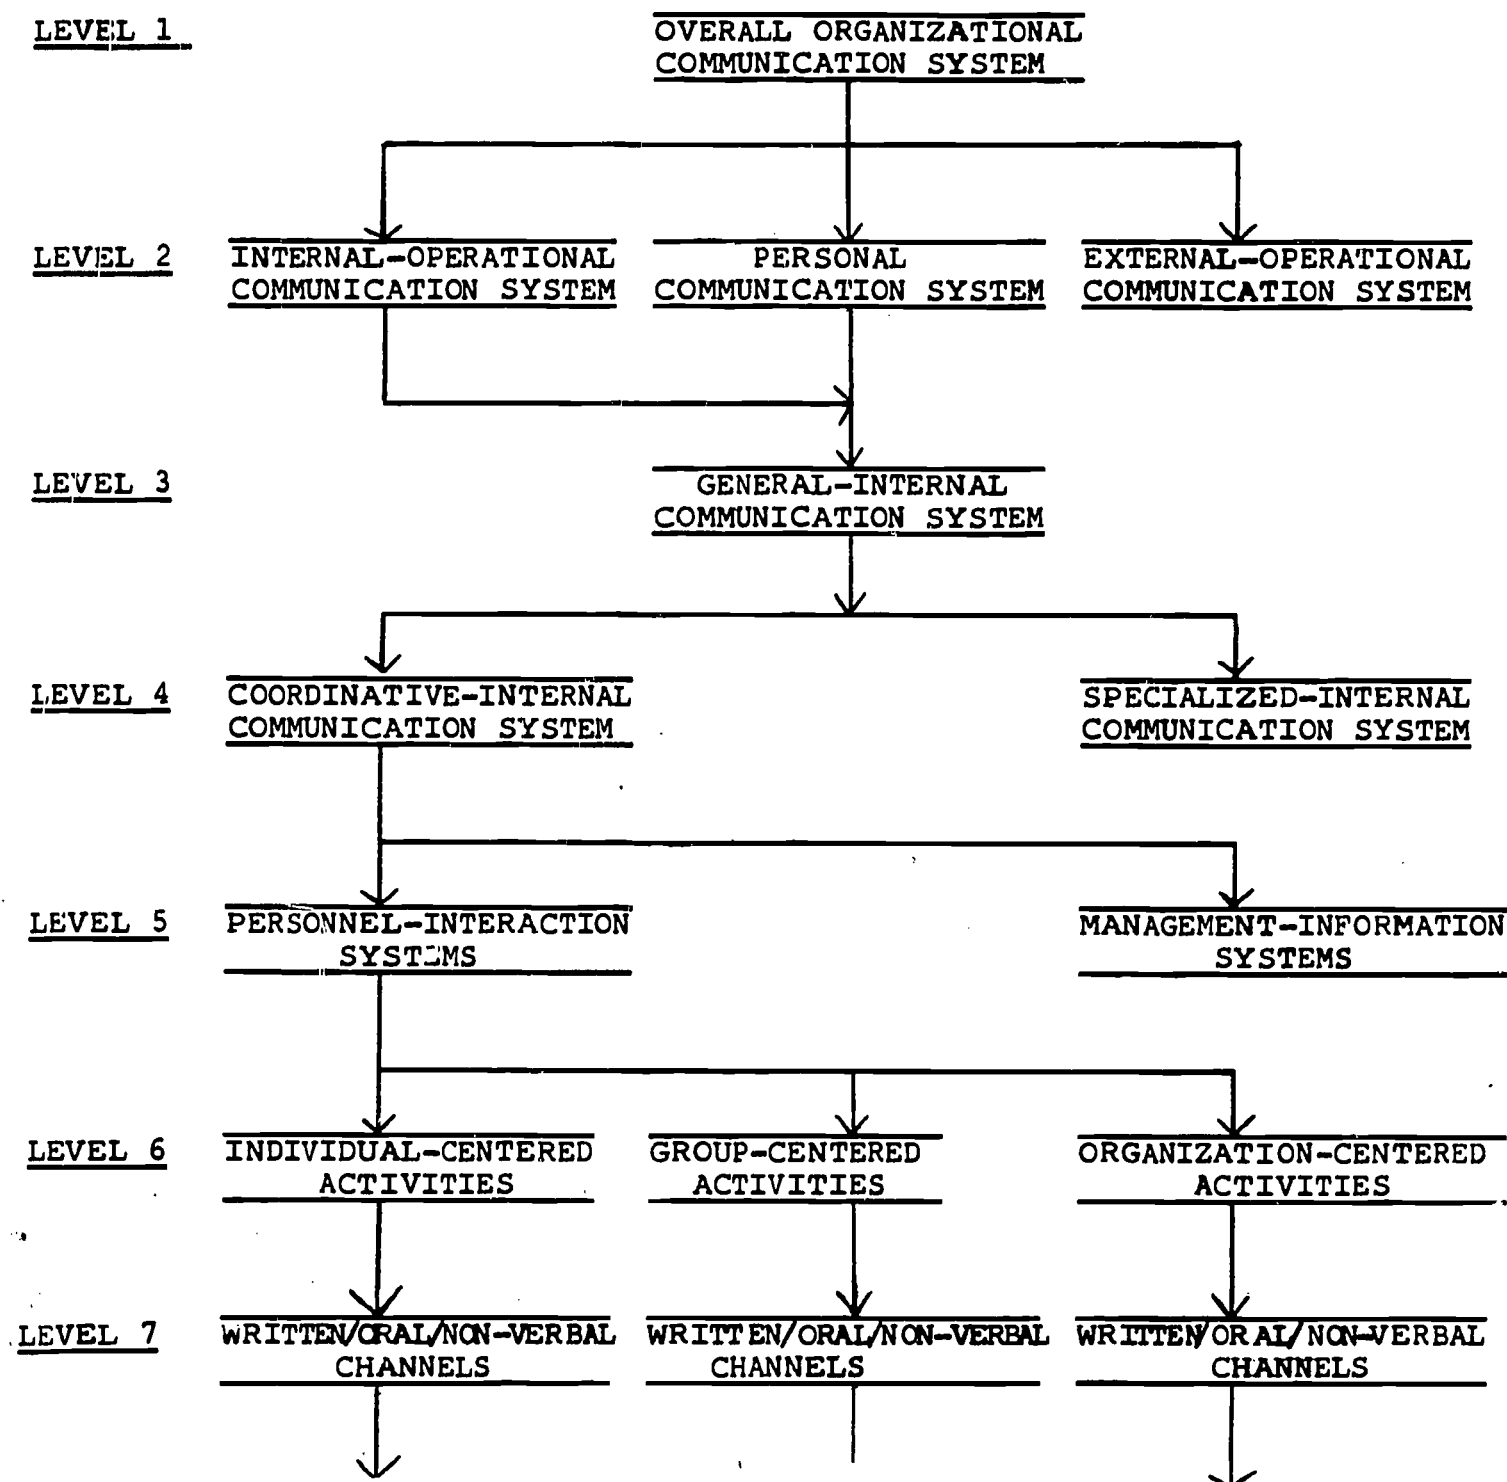 LEVEL 1
OVERALL ORGANIZATIONAL
COMMUNICATION SYSTEM
LEVEL 2
INTERNAL-OPERATIONAL
COMMUNICATION SYSTEM
PERSONAL
COMMUNICATION SYSTEM
EXTERNAL-OPERATIONAL
COMMUNICATION SYSTEM
LEVEL 3
GENERAL-INTERNAL
COMMUNICATION SYSTEM
LEVEL 4
COORDINATIVE-INTERNAL
COMMUNICATION SYSTEM
SPECIALIZED-INTERNAL
COMMUNICATION SYSTEM
LEVEL 5
PERSONNEL-INTERACTION
SYSTEMS
MANAGEMENT-INFORMATION
SYSTEMS
LEVEL 6
INDIVIDUAL-CENTERED
ACTIVITIES
GROUP-CENTERED
ACTIVITIES
ORGANIZATION-CENTERED
ACTIVITIES
LEVEL 7
WRITTEN/ORAL/NON-VERBAL
CHANNELS
WRITTEN/ORAL/NON-VERBAL
CHANNELS
WRITTEN/ORAL/NON-VERBAL
CHANNELS